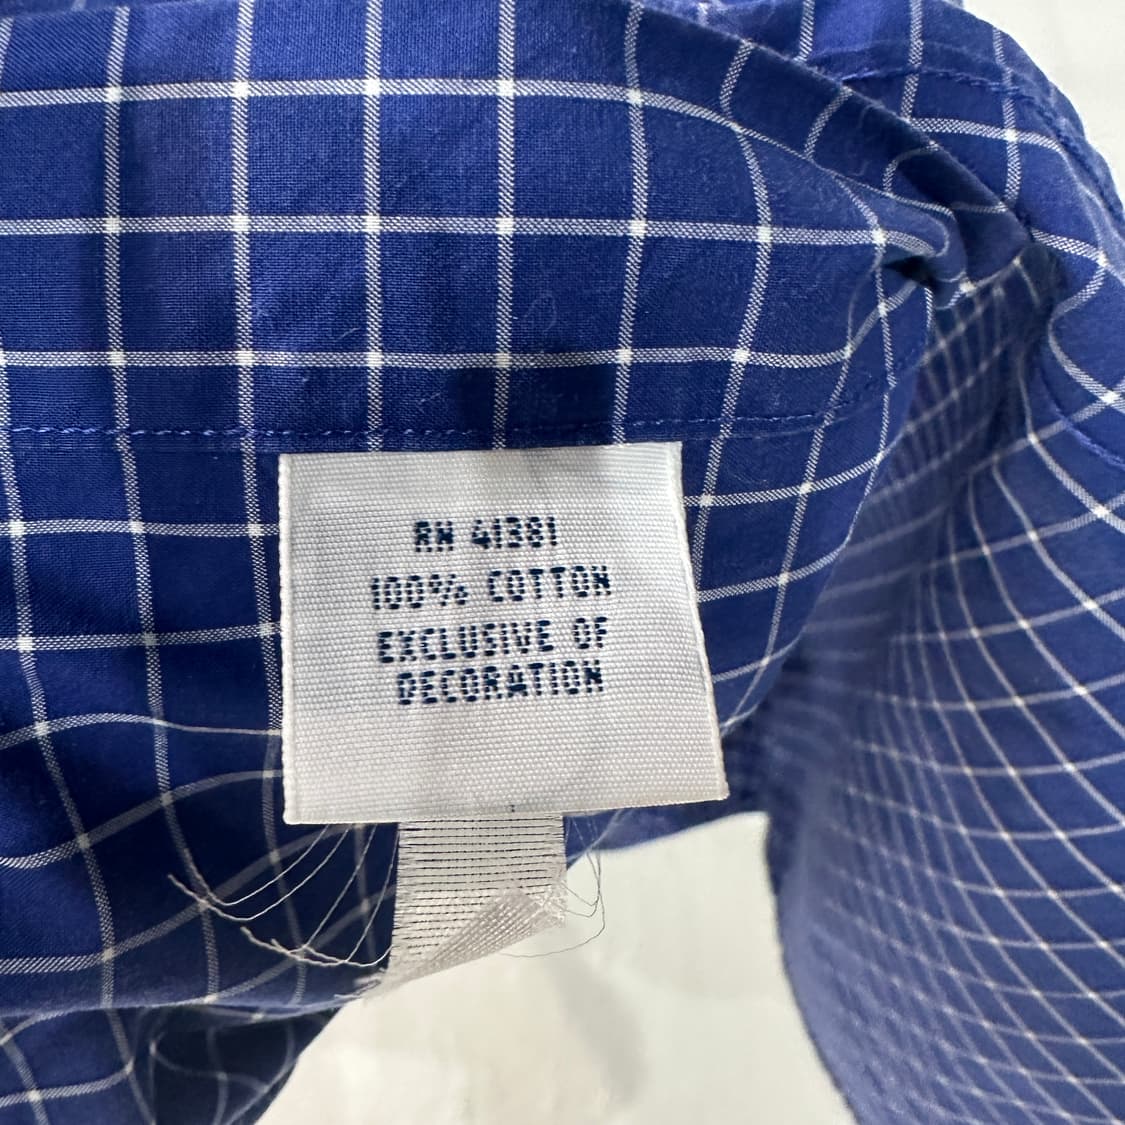 RN 41381
100% COTTON
EXCLUSIVE OF
DECORATION